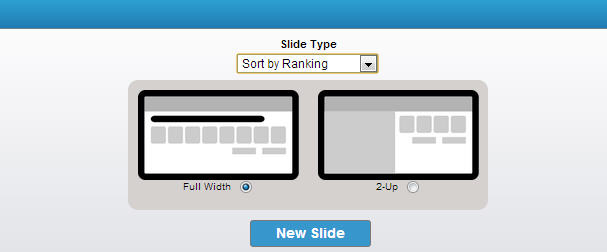 Slide Type
Sort by Ranking
Full Width
2-Up
New Slide